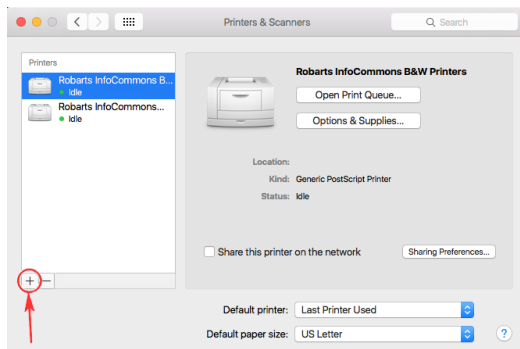 Printers & Scanners
Search
Printers
Robarts InfoCommons B...
Idle
Robarts InfoCommons...
Idle
Robarts InfoCommons B&W Printers
Open Print Queue...
Options & Supplies...
Location:
Kind: Generic PostScript Printer
Status: Idle
Share this printer on the network
Sharing Preferences...
+ −
Default printer: Last Printer Used
Default paper size: US Letter
?